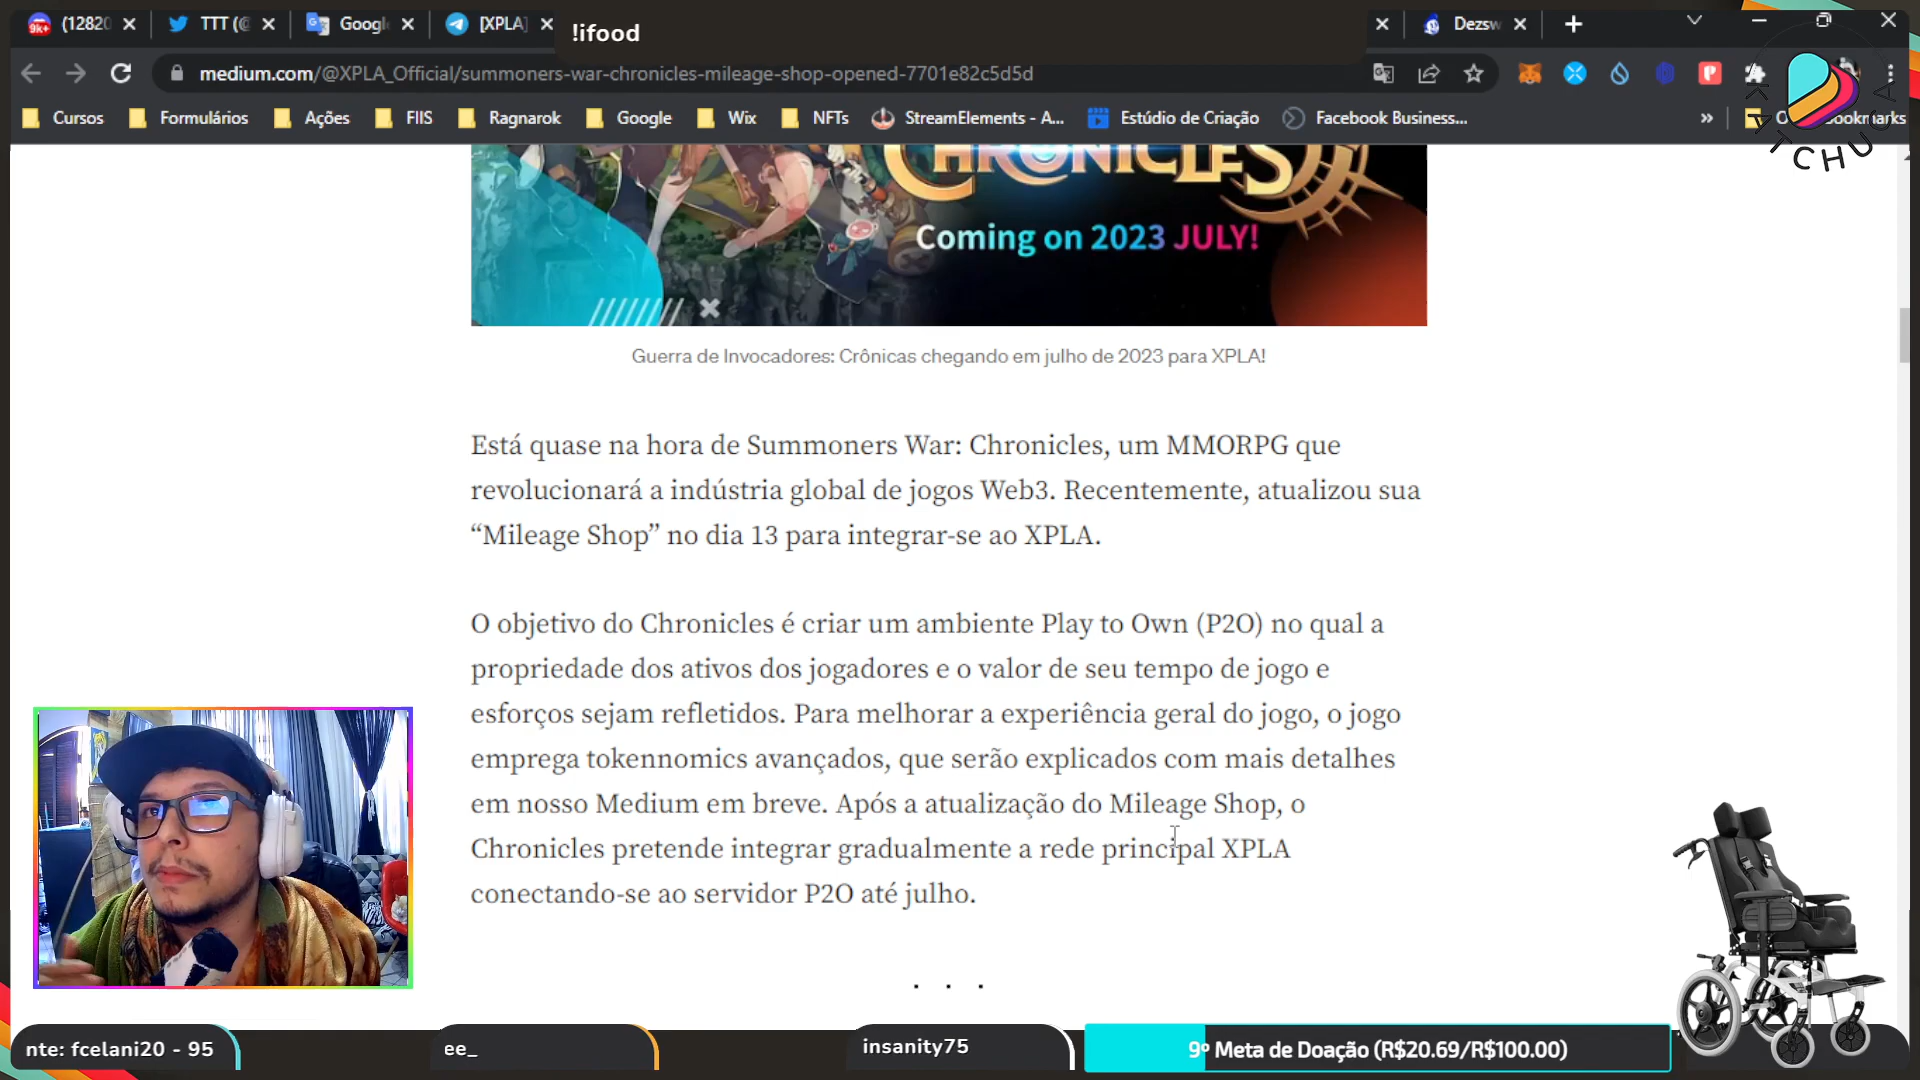 (12820
TTT (@
Googl
[XPLA]
!ifood
Dezsw
medium.com/@XPLA_Official/summoners-war-chronicles-mileage-shop-opened-7701e82c5d5d
Cursos
Formulários
Ações
FIIS
Ragnarok
Google
Wix
NFTs
StreamElements - A...
Estúdio de Criação
Facebook Business...
»
KATCHUCA
CHRONICLES
Coming on 2023 JULY!
Guerra de Invocadores: Crônicas chegando em julho de 2023 para XPLA!
Está quase na hora de Summoners War: Chronicles, um MMORPG que
revolucionará a indústria global de jogos Web3. Recentemente, atualizou sua
“Mileage Shop” no dia 13 para integrar-se ao XPLA.
O objetivo do Chronicles é criar um ambiente Play to Own (P2O) no qual a
propriedade dos ativos dos jogadores e o valor de seu tempo de jogo e
esforços sejam refletidos. Para melhorar a experiência geral do jogo, o jogo
emprega tokennomics avançados, que serão explicados com mais detalhes
em nosso Medium em breve. Após a atualização do Mileage Shop, o
Chronicles pretende integrar gradualmente a rede principal XPLA
conectando-se ao servidor P2O até julho.
. . .
nte: fcelani20 - 95
ee_
insanity75
9º Meta de Doação (R$20.69/R$100.00)